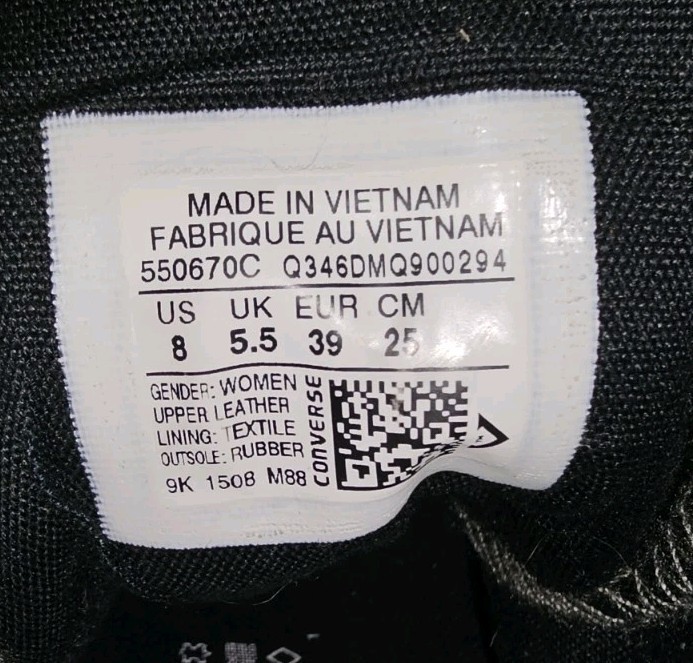 MADE IN VIETNAM
FABRIQUE AU VIETNAM
550670C Q346DMQ900294
US UK EUR CM
8 5.5 39 25
GENDER: WOMEN
UPPER LEATHER
LINING: TEXTILE
OUTSOLE: RUBBER
9K 1508 M88
CONVERSE